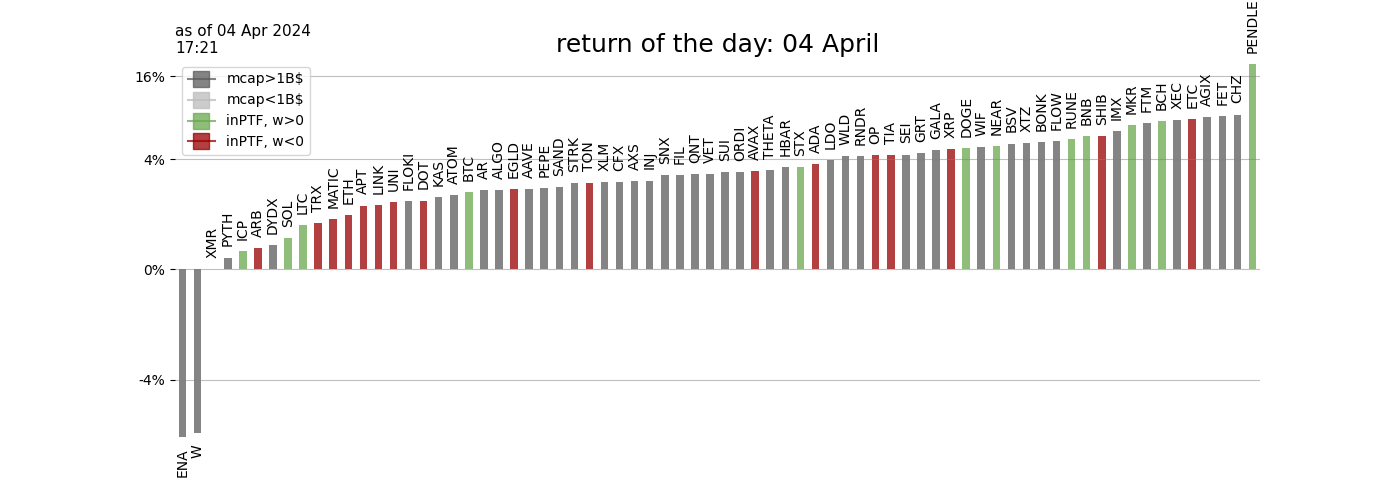 as of 04 Apr 2024
17:21
return of the day: 04 April
mcap>1B$
mcap<1B$
inPTF, w>0
inPTF, w<0
16%
4%
0%
-4%
ENA
W
XMR
PYTH
ICP
ARB
DYDX
SOL
LTC
TRX
MATIC
ETH
APT
LINK
UNI
FLOKI
DOT
KAS
ATOM
BTC
AR
ALGO
EGLD
AAVE
PEPE
SAND
STRK
TON
XLM
CFX
AXS
INJ
SNX
FIL
QNT
VET
SUI
ORDI
AVAX
THETA
HBAR
STX
ADA
LDO
WLD
RNDR
OP
TIA
SEI
GRT
GALA
XRP
DOGE
WIF
NEAR
BSV
XTZ
BONK
FLOW
RUNE
BNB
SHIB
IMX
MKR
FTM
BCH
XEC
ETC
AGIX
FET
CHZ
PENDLE